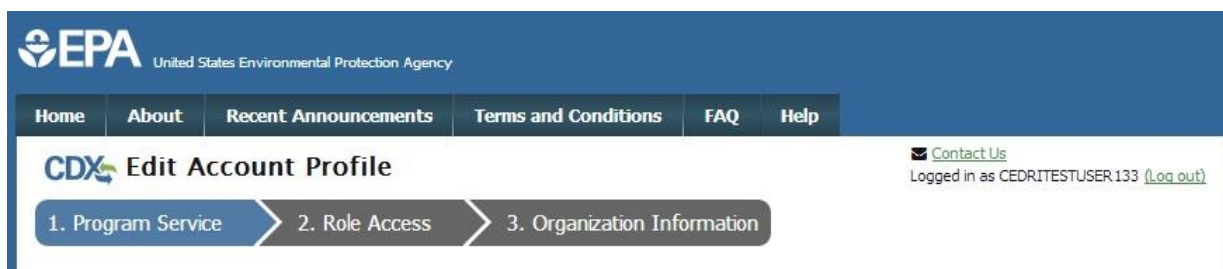 EPA United States Environmental Protection Agency
Home About Recent Announcements Terms and Conditions FAQ Help
CDX Edit Account Profile
Contact Us
Logged in as CEDRITESTUSER133 (Log out)
1. Program Service 2. Role Access 3. Organization Information